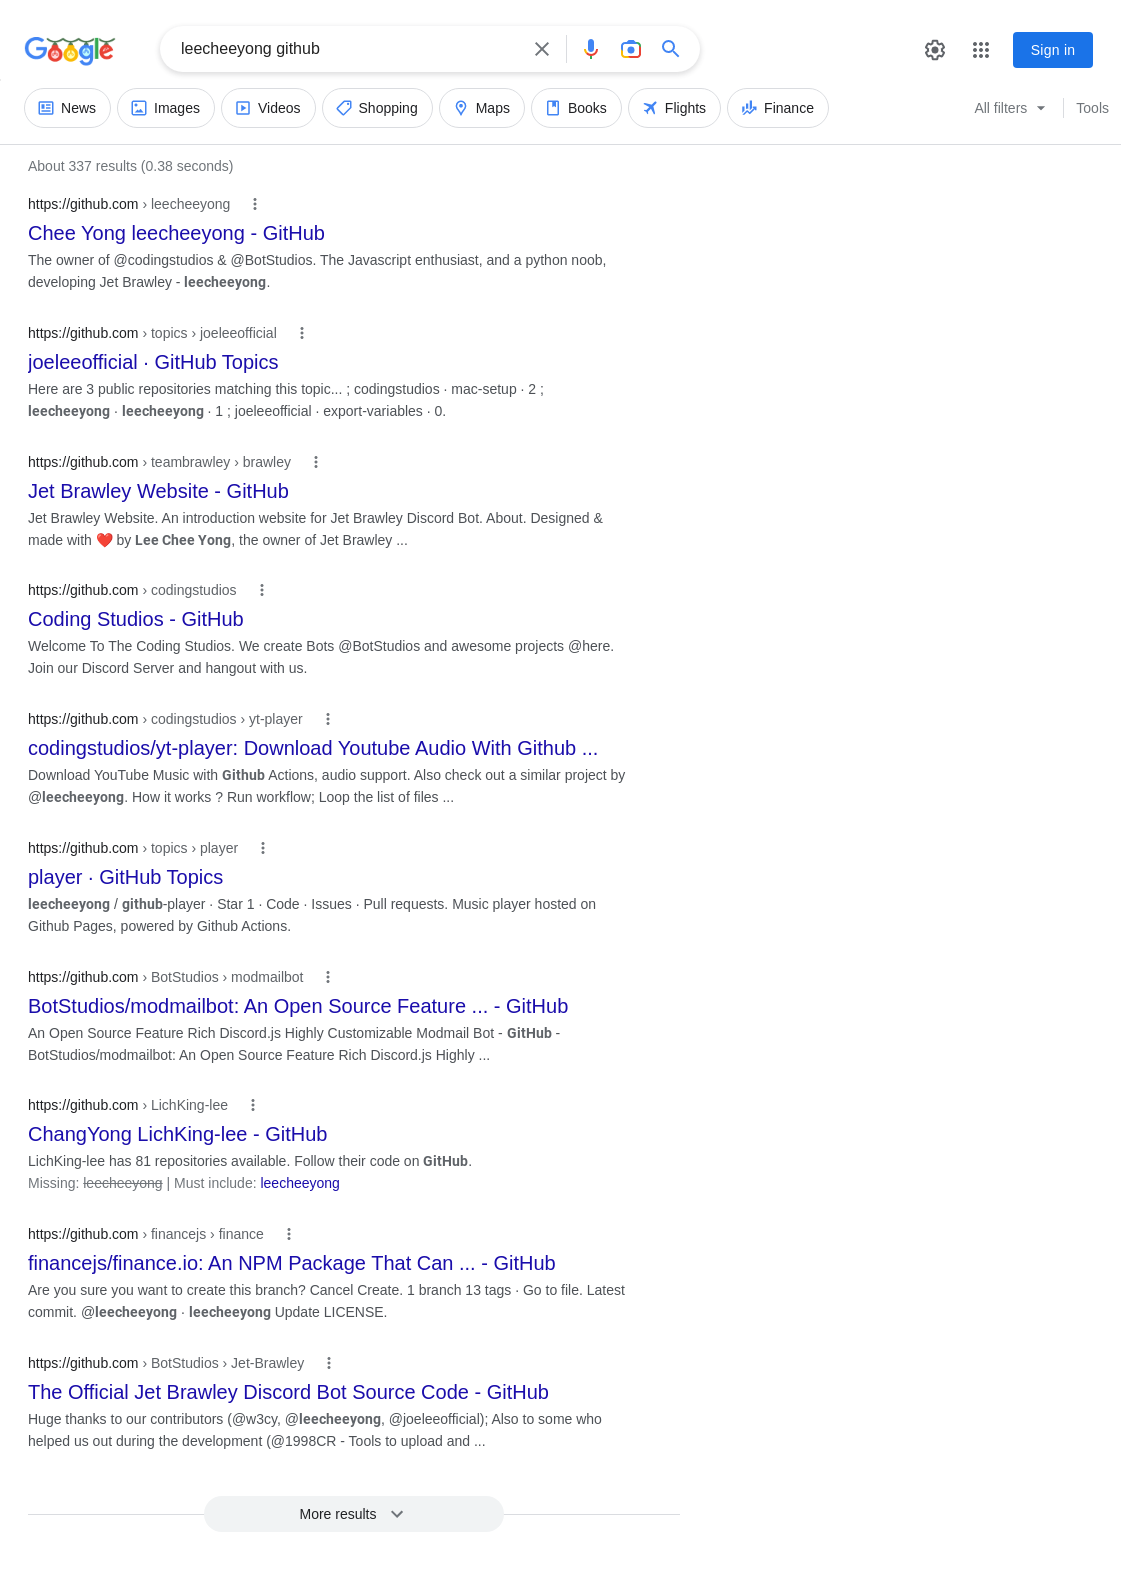 Google
leecheeyong github
Sign in
News Images Videos Shopping Maps Books Flights Finance All filters Tools
About 337 results (0.38 seconds)
https://github.com › leecheeyong
Chee Yong leecheeyong - GitHub
The owner of @codingstudios & @BotStudios. The Javascript enthusiast, and a python noob,
developing Jet Brawley - leecheeyong.
https://github.com › topics › joeleeofficial
joeleeofficial · GitHub Topics
Here are 3 public repositories matching this topic... ; codingstudios · mac-setup · 2 ;
leecheeyong · leecheeyong · 1 ; joeleeofficial · export-variables · 0.
https://github.com › teambrawley › brawley
Jet Brawley Website - GitHub
Jet Brawley Website. An introduction website for Jet Brawley Discord Bot. About. Designed &
made with ❤️ by Lee Chee Yong, the owner of Jet Brawley ...
https://github.com › codingstudios
Coding Studios - GitHub
Welcome To The Coding Studios. We create Bots @BotStudios and awesome projects @here.
Join our Discord Server and hangout with us.
https://github.com › codingstudios › yt-player
codingstudios/yt-player: Download Youtube Audio With Github ...
Download YouTube Music with Github Actions, audio support. Also check out a similar project by
@leecheeyong. How it works ? Run workflow; Loop the list of files ...
https://github.com › topics › player
player · GitHub Topics
leecheeyong / github-player · Star 1 · Code · Issues · Pull requests. Music player hosted on
Github Pages, powered by Github Actions.
https://github.com › BotStudios › modmailbot
BotStudios/modmailbot: An Open Source Feature ... - GitHub
An Open Source Feature Rich Discord.js Highly Customizable Modmail Bot - GitHub -
BotStudios/modmailbot: An Open Source Feature Rich Discord.js Highly ...
https://github.com › LichKing-lee
ChangYong LichKing-lee - GitHub
LichKing-lee has 81 repositories available. Follow their code on GitHub.
Missing: leecheeyong | Must include: leecheeyong
https://github.com › financejs › finance
financejs/finance.io: An NPM Package That Can ... - GitHub
Are you sure you want to create this branch? Cancel Create. 1 branch 13 tags · Go to file. Latest
commit. @leecheeyong · leecheeyong Update LICENSE.
https://github.com › BotStudios › Jet-Brawley
The Official Jet Brawley Discord Bot Source Code - GitHub
Huge thanks to our contributors (@w3cy, @leecheeyong, @joeleeofficial); Also to some who
helped us out during the development (@1998CR - Tools to upload and ...
More results